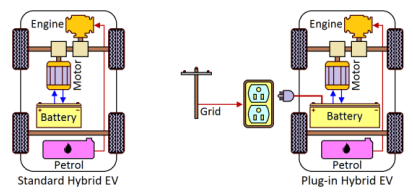 Engine
Motor
Battery
Petrol
Standard Hybrid EV
Grid
Engine
Motor
Battery
Petrol
Plug-in Hybrid EV